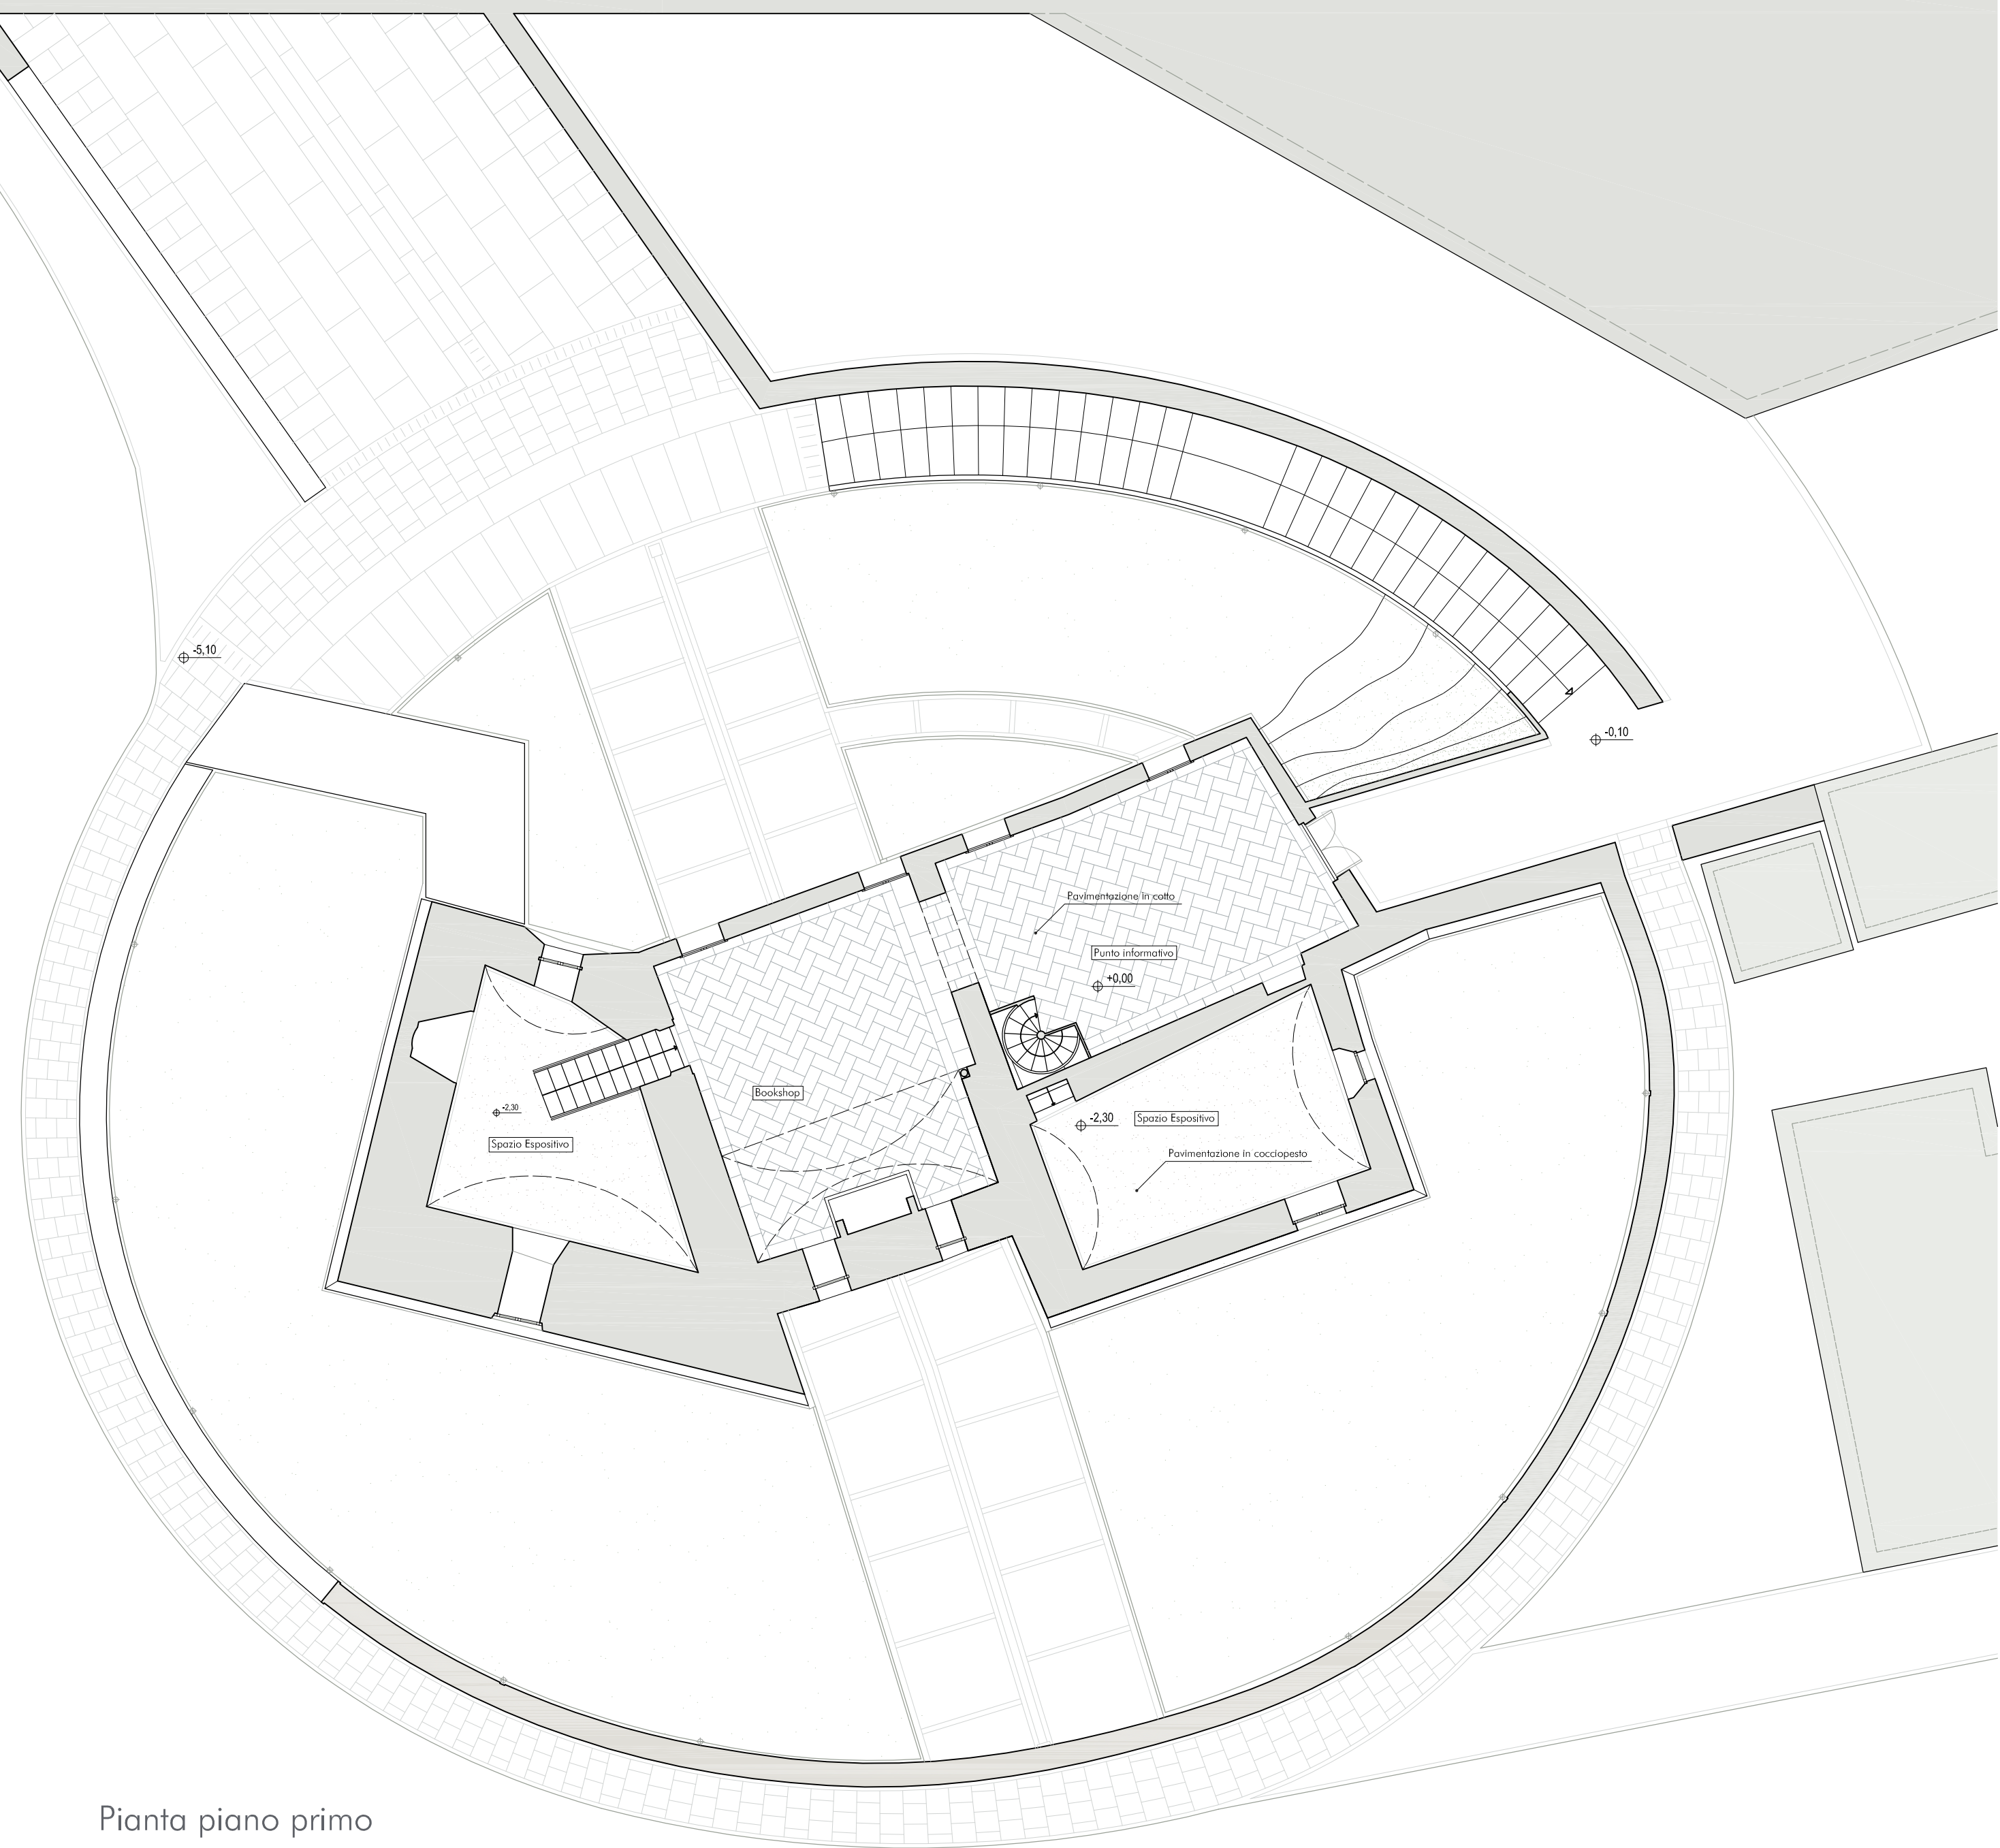 -5,10
-0,10
Pavimentazione in cotto
Punto informativo
+0,00
Bookshop
-2,30
Spazio Espositivo
-2,30
Spazio Espositivo
Pavimentazione in cocciopesto
Pianta piano primo